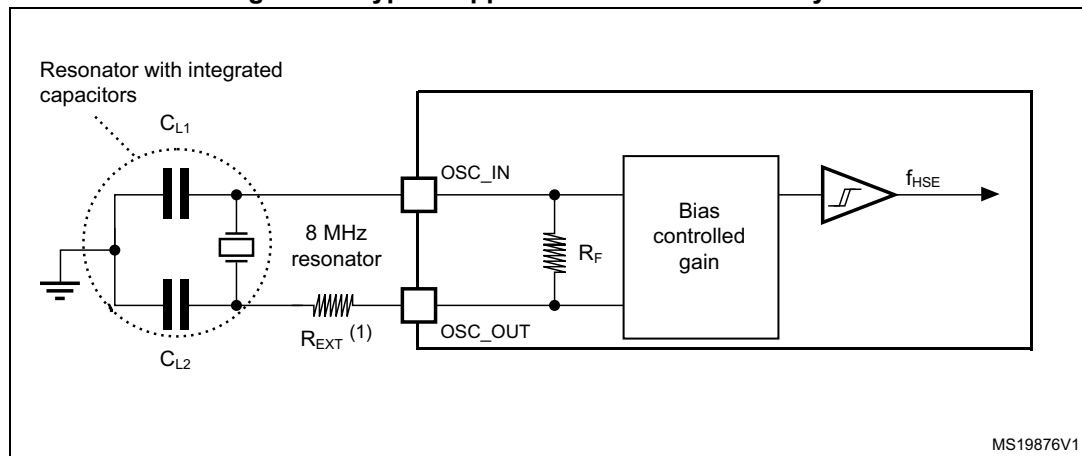 Resonator with integrated
capacitors
CL1
OSC_IN
fHSE
8 MHz
resonator
RF
Bias
controlled
gain
REXT (1)
OSC_OUT
CL2
MS19876V1